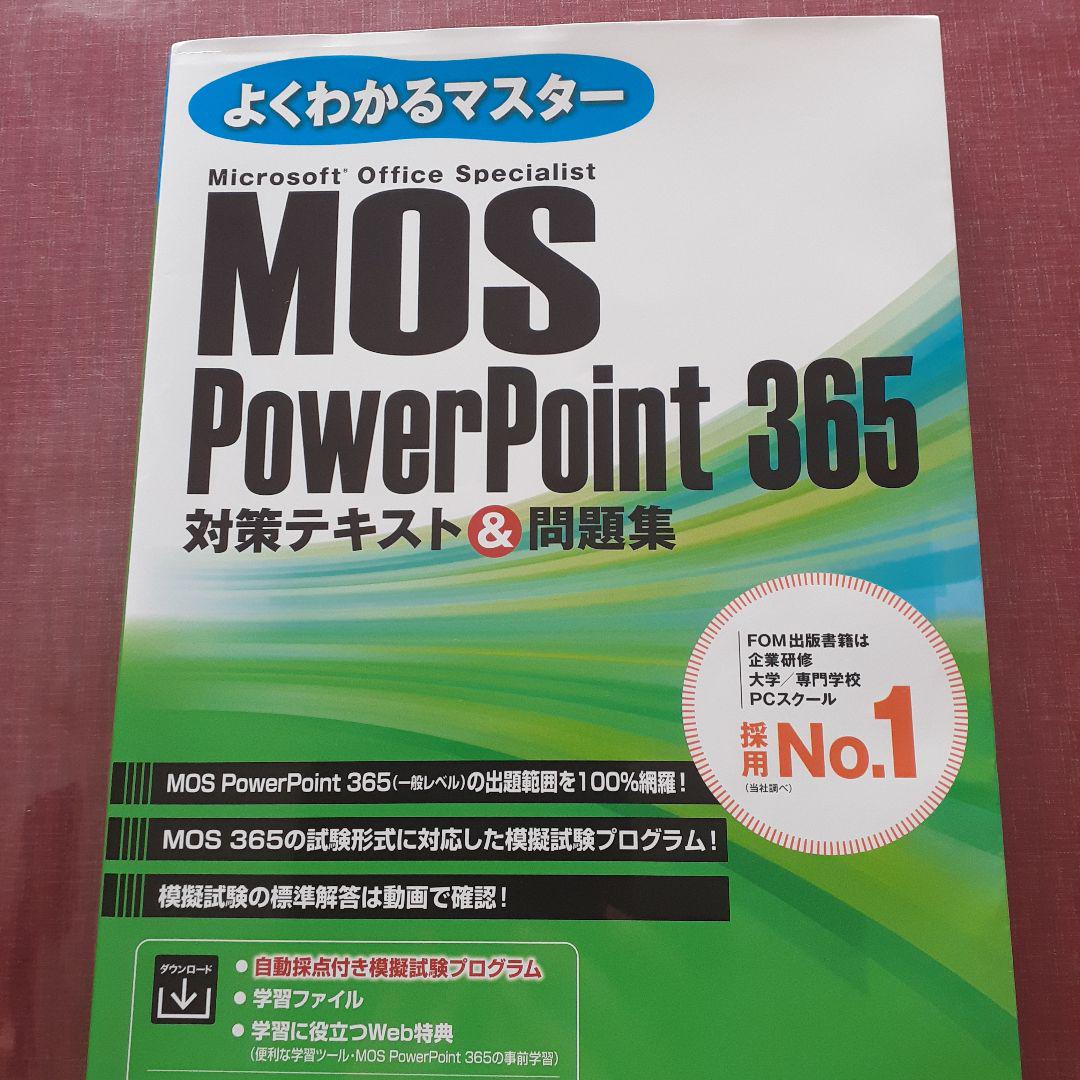 よくわかるマスター
Microsoft® Office Specialist
MOS
PowerPoint 365
対策テキスト&問題集
FOM出版書籍は
企業研修
大学/専門学校
PCスクール
採用No.1
(当社調べ)
MOS PowerPoint 365(一般レベル)の出題範囲を100%網羅!
MOS 365の試験形式に対応した模擬試験プログラム!
模擬試験の標準解答は動画で確認!
ダウンロード
●自動採点付き模擬試験プログラム
●学習ファイル
●学習に役立つWeb特典
(便利な学習ツール・MOS PowerPoint 365の事前学習)